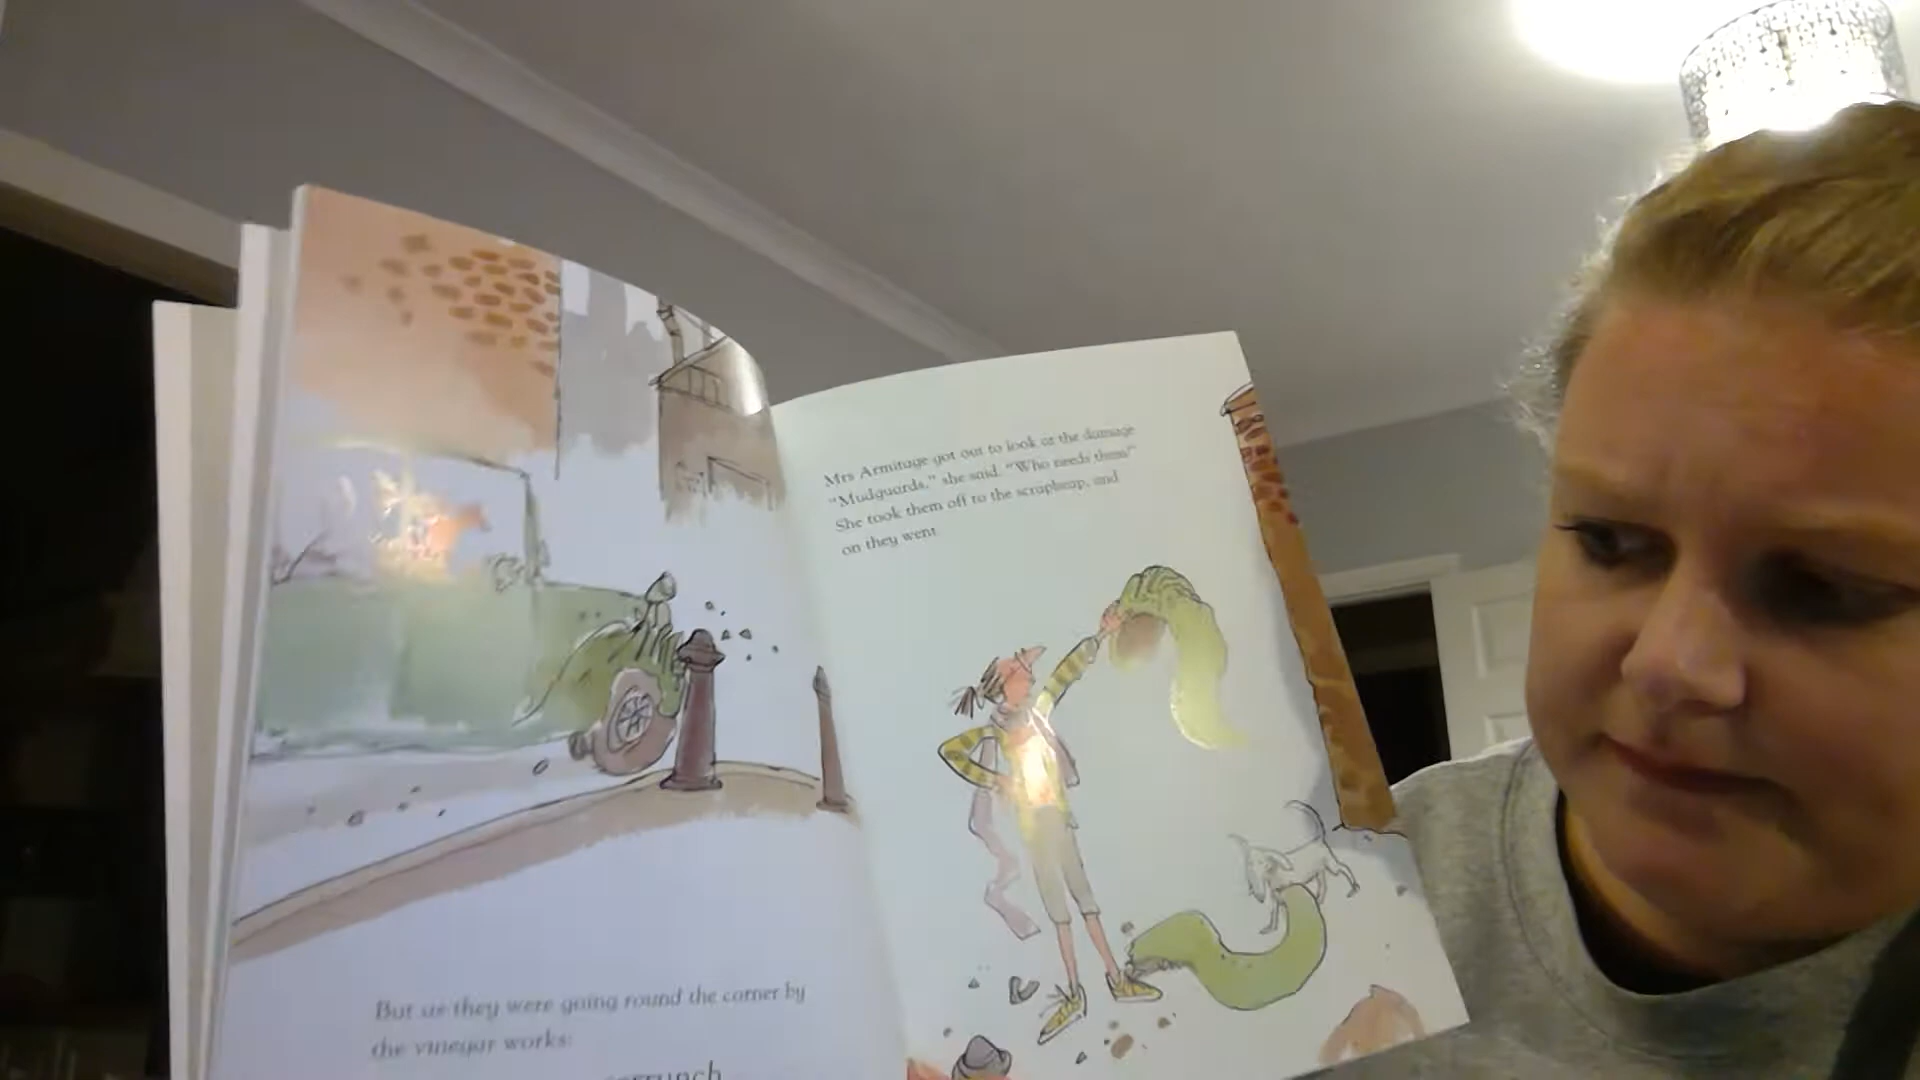 But as they were going round the corner by
the vinegar works:
Mrs Armitage got out to look at the damage.
"Mudguards," she said. "Who needs them?"
She took them off to the scrapheap, and
on they went.